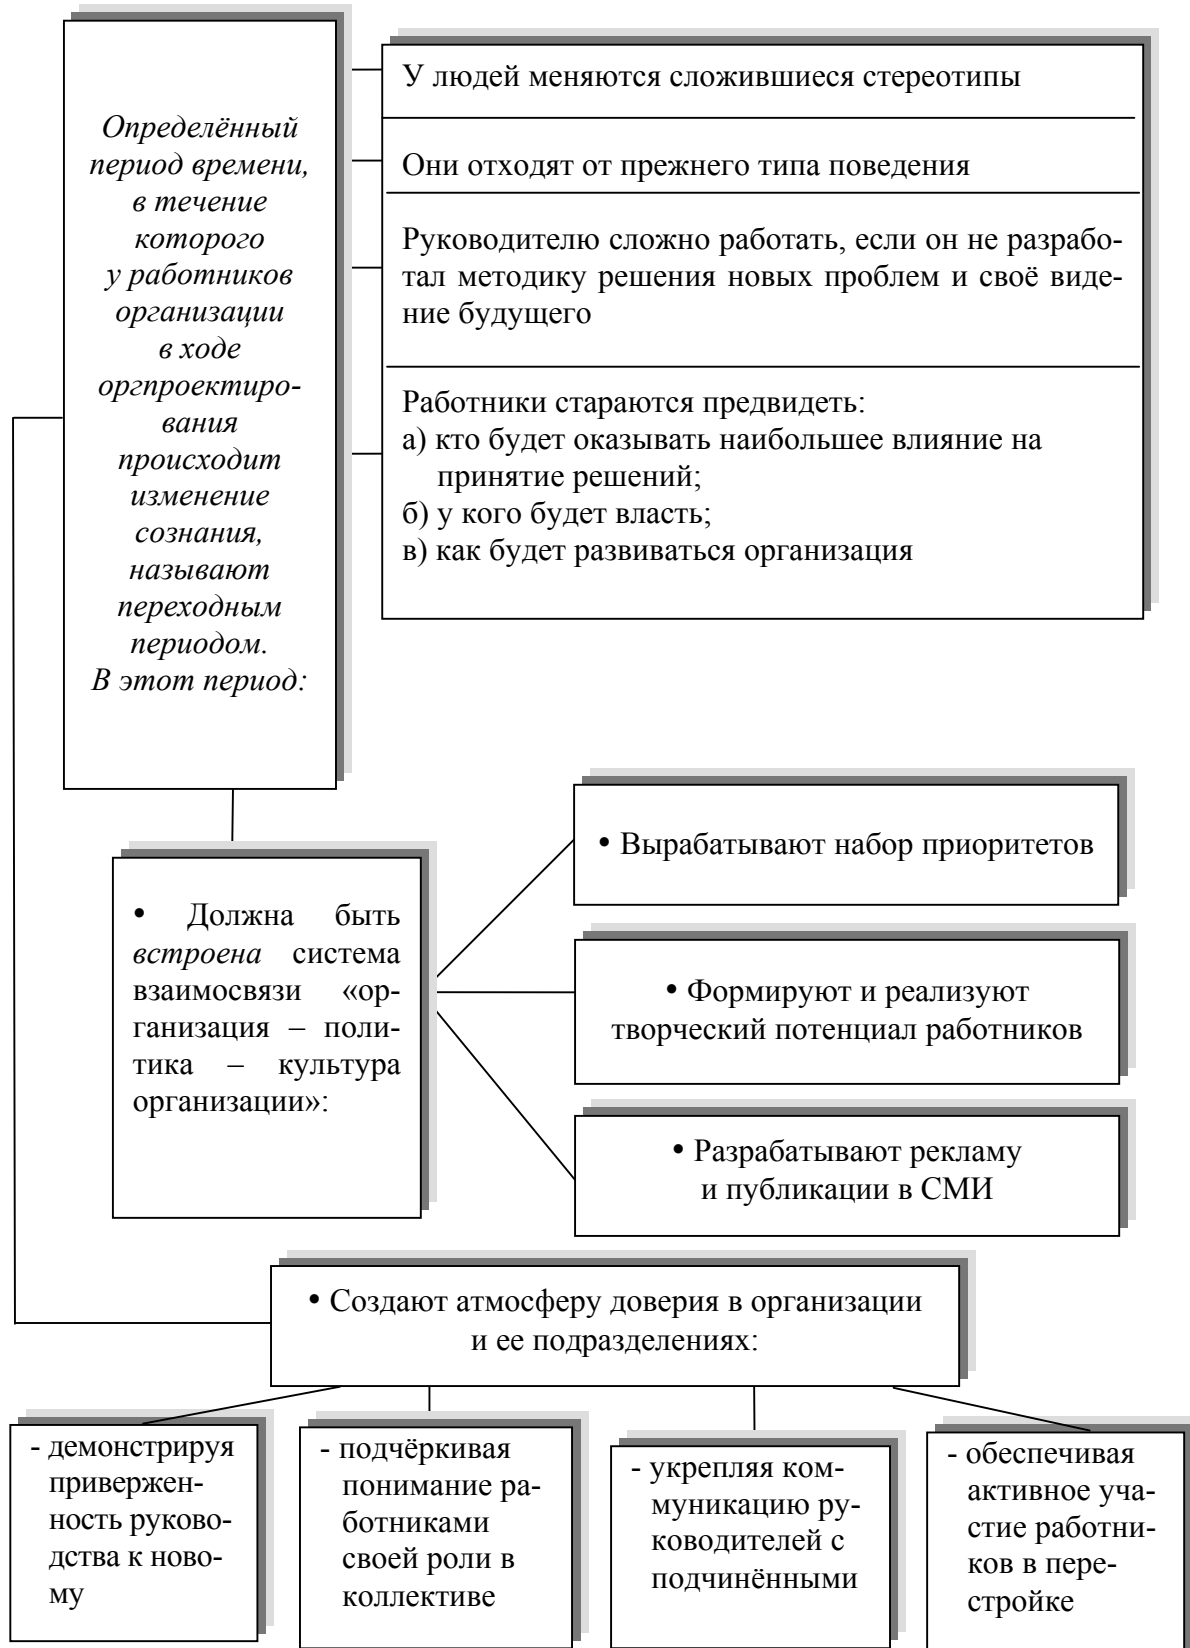 Определённый
период времени,
в течение
которого
у работников
организации
в ходе
оргпроектиро-
вания
происходит
изменение
сознания,
называют
переходным
периодом.
В этот период:
У людей меняются сложившиеся стереотипы
Они отходят от прежнего типа поведения
Руководителю сложно работать, если он не разрабо-
тал методику решения новых проблем и своё виде-
ние будущего
Работники стараются предвидеть:
а) кто будет оказывать наибольшее влияние на
принятие решений;
б) у кого будет власть;
в) как будет развиваться организация
• Должна быть
встроена система
взаимосвязи «ор-
ганизация – поли-
тика – культура
организации»:
• Вырабатывают набор приоритетов
• Формируют и реализуют
творческий потенциал работников
• Разрабатывают рекламу
и публикации в СМИ
• Создают атмосферу доверия в организации
и ее подразделениях:
- демонстрируя
привержен-
ность руковo-
дства к ново-
му
- подчёркивая
понимание ра-
ботниками
своей роли в
коллективе
- укрепляя ком-
муникацию ру-
ководителей с
подчинёнными
- обеспечивая
активное уча-
стие работни-
ков в пере-
стройке